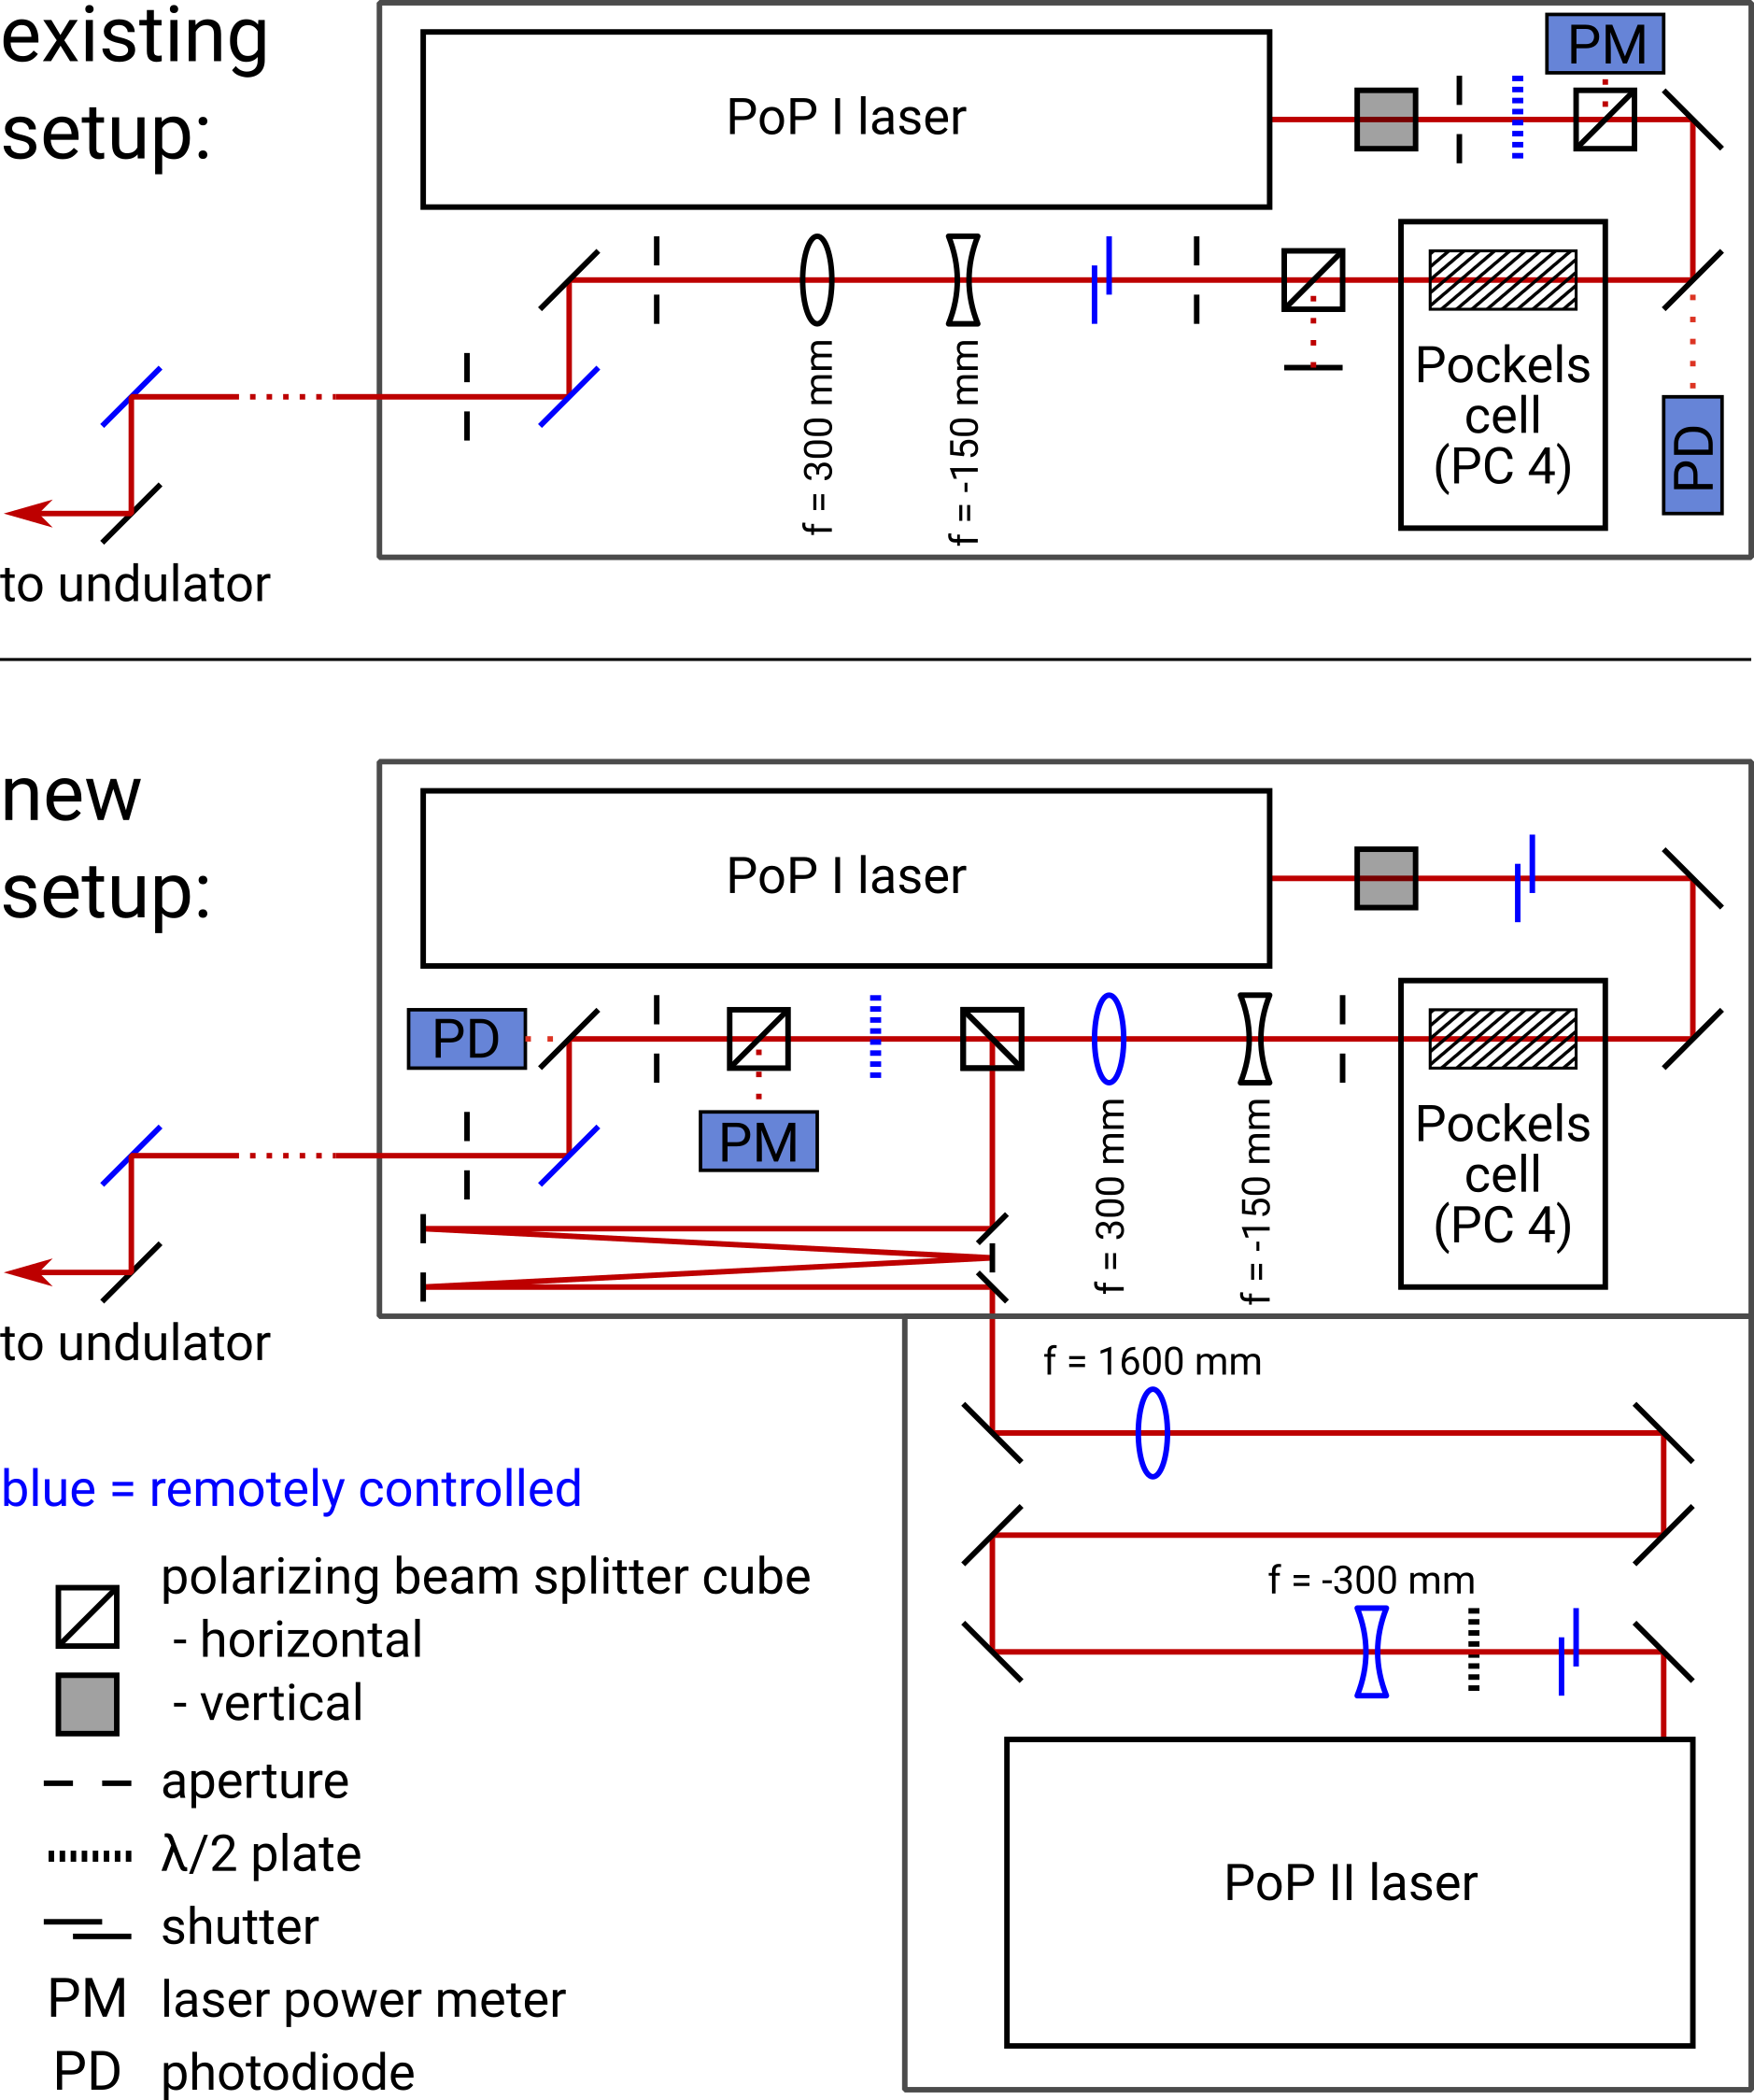 existing
setup:
PoP I laser
PM
f = 300 mm
f = -150 mm
Pockels
cell
(PC 4)
PD
to undulator
new
setup:
PoP I laser
PD
PM
f = 300 mm
f = -150 mm
Pockels
cell
(PC 4)
to undulator
f = 1600 mm
f = -300 mm
PoP II laser
blue = remotely controlled
polarizing beam splitter cube
- horizontal
- vertical
aperture
λ/2 plate
shutter
PM laser power meter
PD photodiode